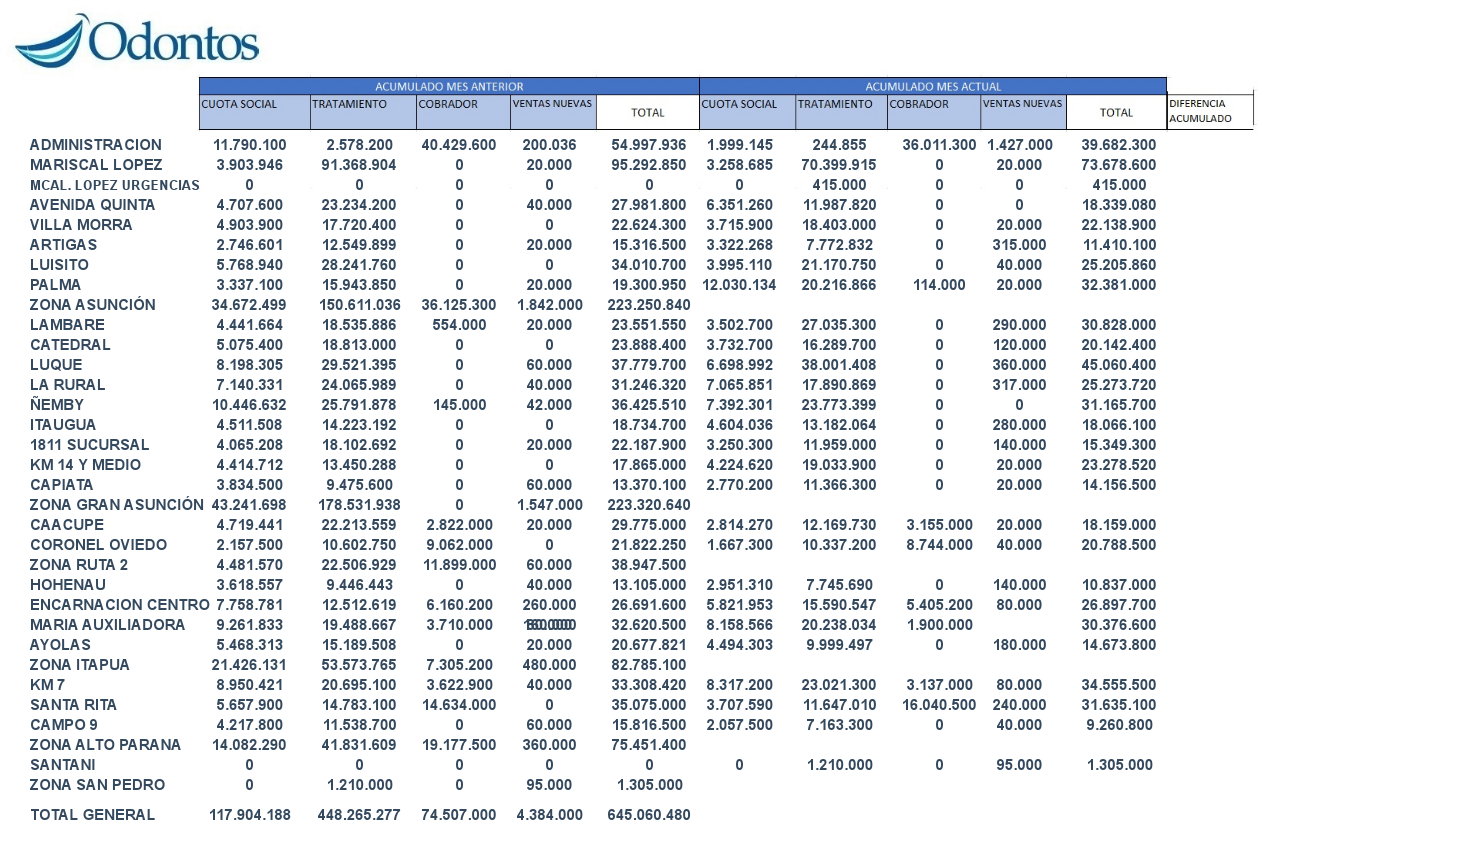 Odontos
ACUMULADO MES ANTERIOR ACUMULADO MES ACTUAL
CUOTA SOCIAL TRATAMIENTO COBRADOR VENTAS NUEVAS TOTAL CUOTA SOCIAL TRATAMIENTO COBRADOR VENTAS NUEVAS TOTAL DIFERENCIA ACUMULADO
ADMINISTRACION 11.790.100 2.578.200 40.429.600 200.036 54.997.936 1.999.145 244.855 36.011.300 1.427.000 39.682.300
MARISCAL LOPEZ 3.903.946 91.368.904 0 20.000 95.292.850 3.258.685 70.399.915 0 20.000 73.678.600
MCAL. LOPEZ URGENCIAS 0 0 0 0 0 0 415.000 0 0 415.000
AVENIDA QUINTA 4.707.600 23.234.200 0 40.000 27.981.800 6.351.260 11.987.820 0 0 18.339.080
VILLA MORRA 4.903.900 17.720.400 0 0 22.624.300 3.715.900 18.403.000 0 20.000 22.138.900
ARTIGAS 2.746.601 12.549.899 0 20.000 15.316.500 3.322.268 7.772.832 0 315.000 11.410.100
LUISITO 5.768.940 28.241.760 0 0 34.010.700 3.995.110 21.170.750 0 40.000 25.205.860
PALMA 3.337.100 15.943.850 0 20.000 19.300.950 12.030.134 20.216.866 114.000 20.000 32.381.000
ZONA ASUNCIÓN 34.672.499 150.611.036 36.125.300 1.842.000 223.250.840
LAMBARE 4.441.664 18.535.886 554.000 20.000 23.551.550 3.502.700 27.035.300 0 290.000 30.828.000
CATEDRAL 5.075.400 18.813.000 0 0 23.888.400 3.732.700 16.289.700 0 120.000 20.142.400
LUQUE 8.198.305 29.521.395 0 60.000 37.779.700 6.698.992 38.001.408 0 360.000 45.060.400
LA RURAL 7.140.331 24.065.989 0 40.000 31.246.320 7.065.851 17.890.869 0 317.000 25.273.720
ÑEMBY 10.446.632 25.791.878 145.000 42.000 36.425.510 7.392.301 23.773.399 0 0 31.165.700
ITAUGUA 4.511.508 14.223.192 0 0 18.734.700 4.604.036 13.182.064 0 280.000 18.066.100
1811 SUCURSAL 4.065.208 18.102.692 0 20.000 22.187.900 3.250.300 11.959.000 0 140.000 15.349.300
KM 14 Y MEDIO 4.414.712 13.450.288 0 0 17.865.000 4.224.620 19.033.900 0 20.000 23.278.520
CAPIATA 3.834.500 9.475.600 0 60.000 13.370.100 2.770.200 11.366.300 0 20.000 14.156.500
ZONA GRAN ASUNCIÓN 43.241.698 178.531.938 0 1.547.000 223.320.640
CAACUPE 4.719.441 22.213.559 2.822.000 20.000 29.775.000 2.814.270 12.169.730 3.155.000 20.000 18.159.000
CORONEL OVIEDO 2.157.500 10.602.750 9.062.000 0 21.822.250 1.667.300 10.337.200 8.744.000 40.000 20.788.500
ZONA RUTA 2 4.481.570 22.506.929 11.899.000 60.000 38.947.500
HOHENAU 3.618.557 9.446.443 0 40.000 13.105.000 2.951.310 7.745.690 0 140.000 10.837.000
ENCARNACION CENTRO 7.758.781 12.512.619 6.160.200 260.000 26.691.600 5.821.953 15.590.547 5.405.200 80.000 26.897.700
MARIA AUXILIADORA 9.261.833 19.488.667 3.710.000 32.620.500 8.158.566 20.238.034 1.900.000 30.376.600
AYOLAS 5.468.313 15.189.508 0 20.000 20.677.821 4.494.303 9.999.497 0 180.000 14.673.800
ZONA ITAPUA 21.426.131 53.573.765 7.305.200 480.000 82.785.100
KM 7 8.950.421 20.695.100 3.622.900 40.000 33.308.420 8.317.200 23.021.300 3.137.000 80.000 34.555.500
SANTA RITA 5.657.900 14.783.100 14.634.000 0 35.075.000 3.707.590 11.647.010 16.040.500 240.000 31.635.100
CAMPO 9 4.217.800 11.538.700 0 60.000 15.816.500 2.057.500 7.163.300 0 40.000 9.260.800
ZONA ALTO PARANA 14.082.290 41.831.609 19.177.500 360.000 75.451.400
SANTANI 0 0 0 0 0 0 1.210.000 0 95.000 1.305.000
ZONA SAN PEDRO 0 1.210.000 0 95.000 1.305.000
TOTAL GENERAL 117.904.188 448.265.277 74.507.000 4.384.000 645.060.480